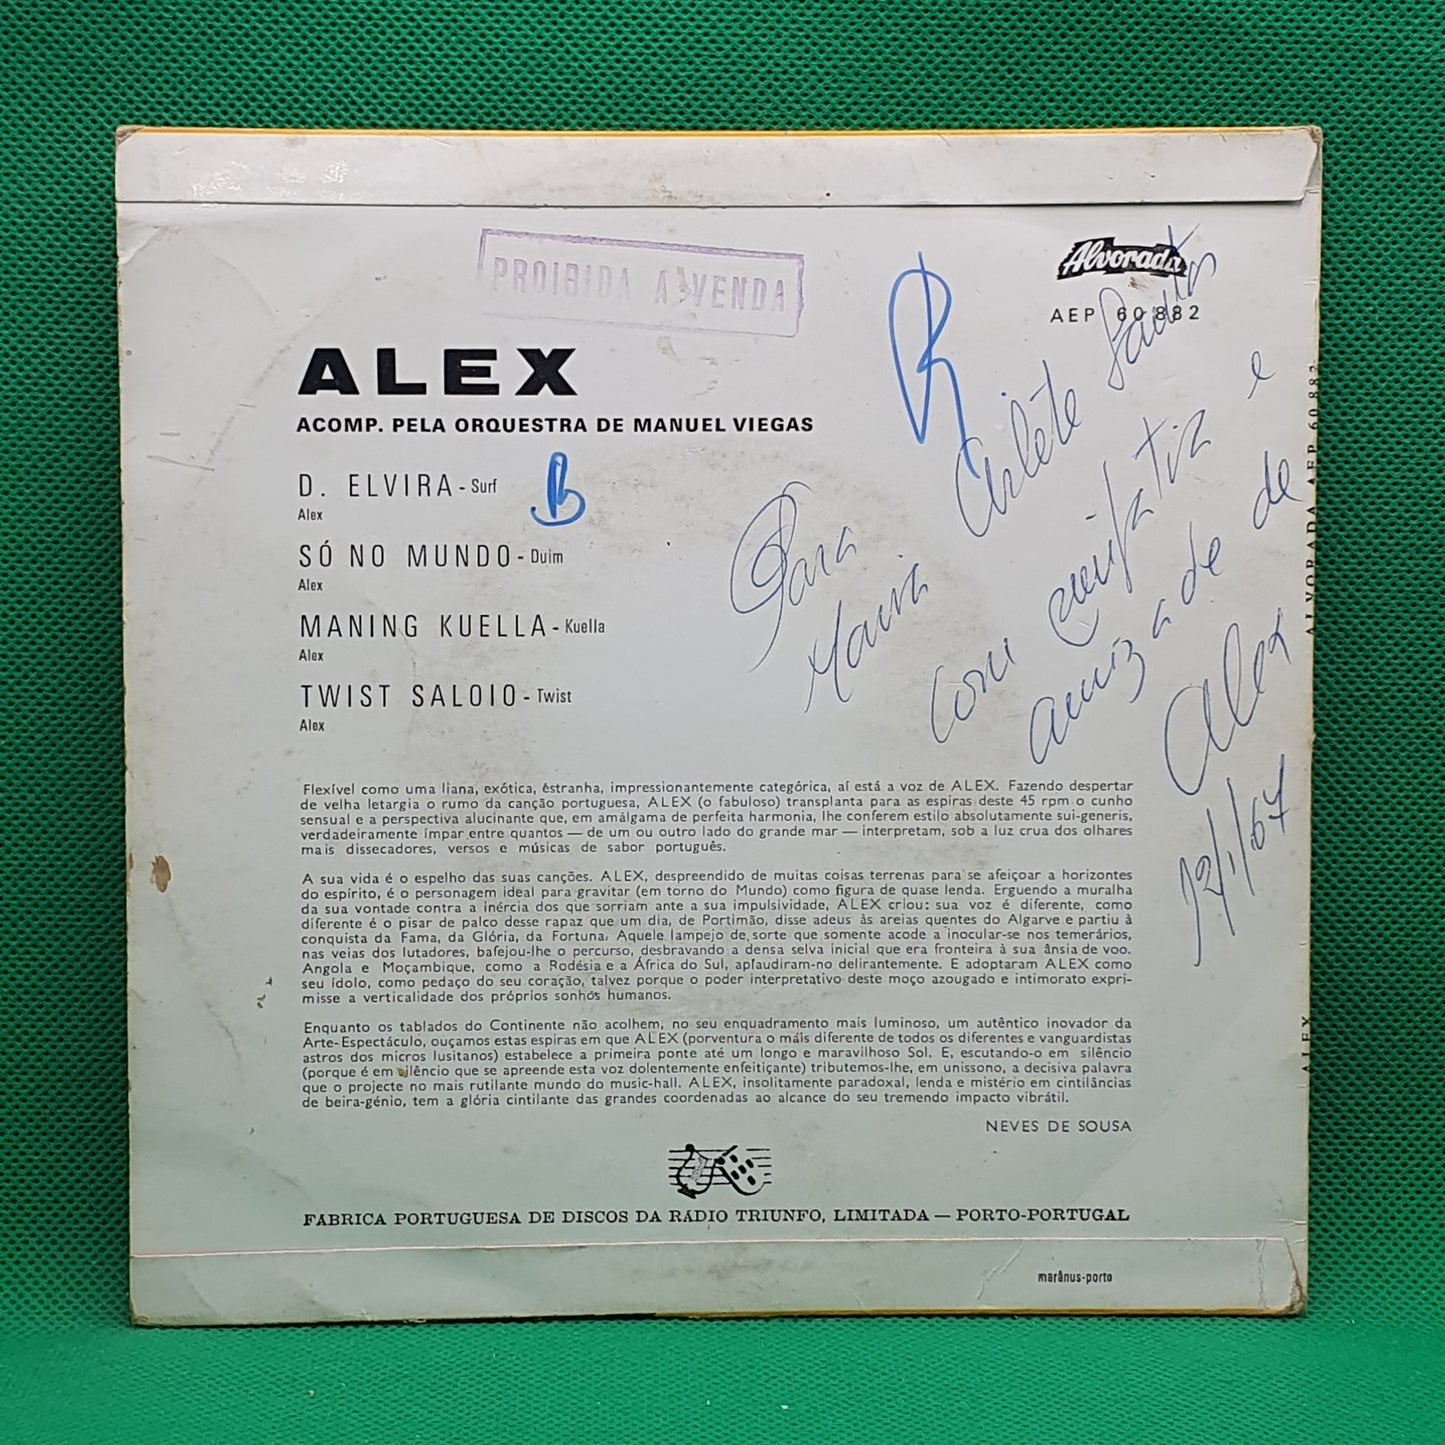 PROIBIDA A VENDA
Alvorada
AEP 60 882
ALEX
ACOMP. PELA ORQUESTRA DE MANUEL VIEGAS
D. ELVIRA - Surf
Alex
SÓ NO MUNDO - Duim
Alex
MANING KUELLA - Kuella
Alex
TWIST SALOIO - Twist
Alex
B
Para
Maria Arlete Santos
com simpatia e
amizade de
Alex
12/1/67
Flexível como uma liana, exótica, êstranha, impressionantemente categórica, aí está a voz de ALEX. Fazendo despertar
de velha letargia o rumo da canção portuguesa, ALEX (o fabuloso) transplanta para as espiras deste 45 rpm o cunho
sensual e a perspectiva alucinante que, em amálgama de perfeita harmonia, lhe conferem estilo absolutamente sui-generis,
verdadeiramente ímpar entre quantos — de um ou outro lado do grande mar — interpretam, sob a luz crua dos olhares
mais dissecadores, versos e músicas de sabor português.
A sua vida é o espelho das suas canções. ALEX, despreendido de muitas coisas terrenas para se afeiçoar a horizontes
do espírito, é o personagem ideal para gravitar (em torno do Mundo) como figura de quase lenda. Erguendo a muralha
da sua vontade contra a inércia dos que sorriam ante a sua impulsividade, ALEX criou: sua voz é diferente, como
diferente é o pisar de palco desse rapaz que um dia, de Portimão, disse adeus às areias quentes do Algarve e partiu à
conquista da Fama, da Glória, da Fortuna. Aquele lampejo de sorte que somente acode a inocular-se nos temerários,
nas veias dos lutadores, bafejou-lhe o percurso, desbravando a densa selva inicial que era fronteira à sua ânsia de voo.
Angola e Moçambique, como a Rodésia e a África do Sul, aplaudiram-no delirantemente. E adoptaram ALEX como
seu ídolo, como pedaço do seu coração, talvez porque o poder interpretativo deste moço azougado e intimorato expri-
misse a verticalidade dos próprios sonhos humanos.
Enquanto os tablados do Continente não acolhem, no seu enquadramento mais luminoso, um autêntico inovador da
Arte-Espectáculo, ouçamos estas espiras em que ALEX (porventura o mais diferente de todos os diferentes e vanguardistas
astros dos micros lusitanos) estabelece a primeira ponte até um longo e maravilhoso Sol. E, escutando-o em silêncio
(porque é em silêncio que se apreende esta voz dolentemente enfeitiçante) tributemos-lhe, em unissono, a decisiva palavra
que o projecte no mais rutilante mundo do music-hall. ALEX, insolitamente paradoxal, lenda e mistério em cintilâncias
de beira-génio, tem a glória cintilante das grandes coordenadas ao alcance do seu tremendo impacto vibrátil.
NEVES DE SOUSA
FÁBRICA PORTUGUESA DE DISCOS DA RÁDIO TRIUNFO, LIMITADA — PORTO-PORTUGAL
marânus-porto
ALEX
ALVORADA AEP 60 882